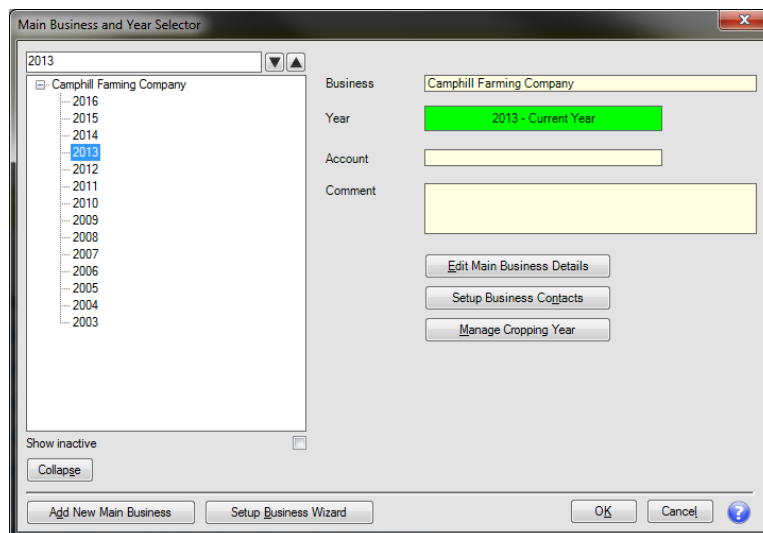 Main Business and Year Selector
2013
Camphill Farming Company
2016
2015
2014
2013
2012
2011
2010
2009
2008
2007
2006
2005
2004
2003
Show inactive
Collapse
Business
Camphill Farming Company
Year
2013 - Current Year
Account
Comment
Edit Main Business Details
Setup Business Contacts
Manage Cropping Year
Add New Main Business
Setup Business Wizard
OK
Cancel
?